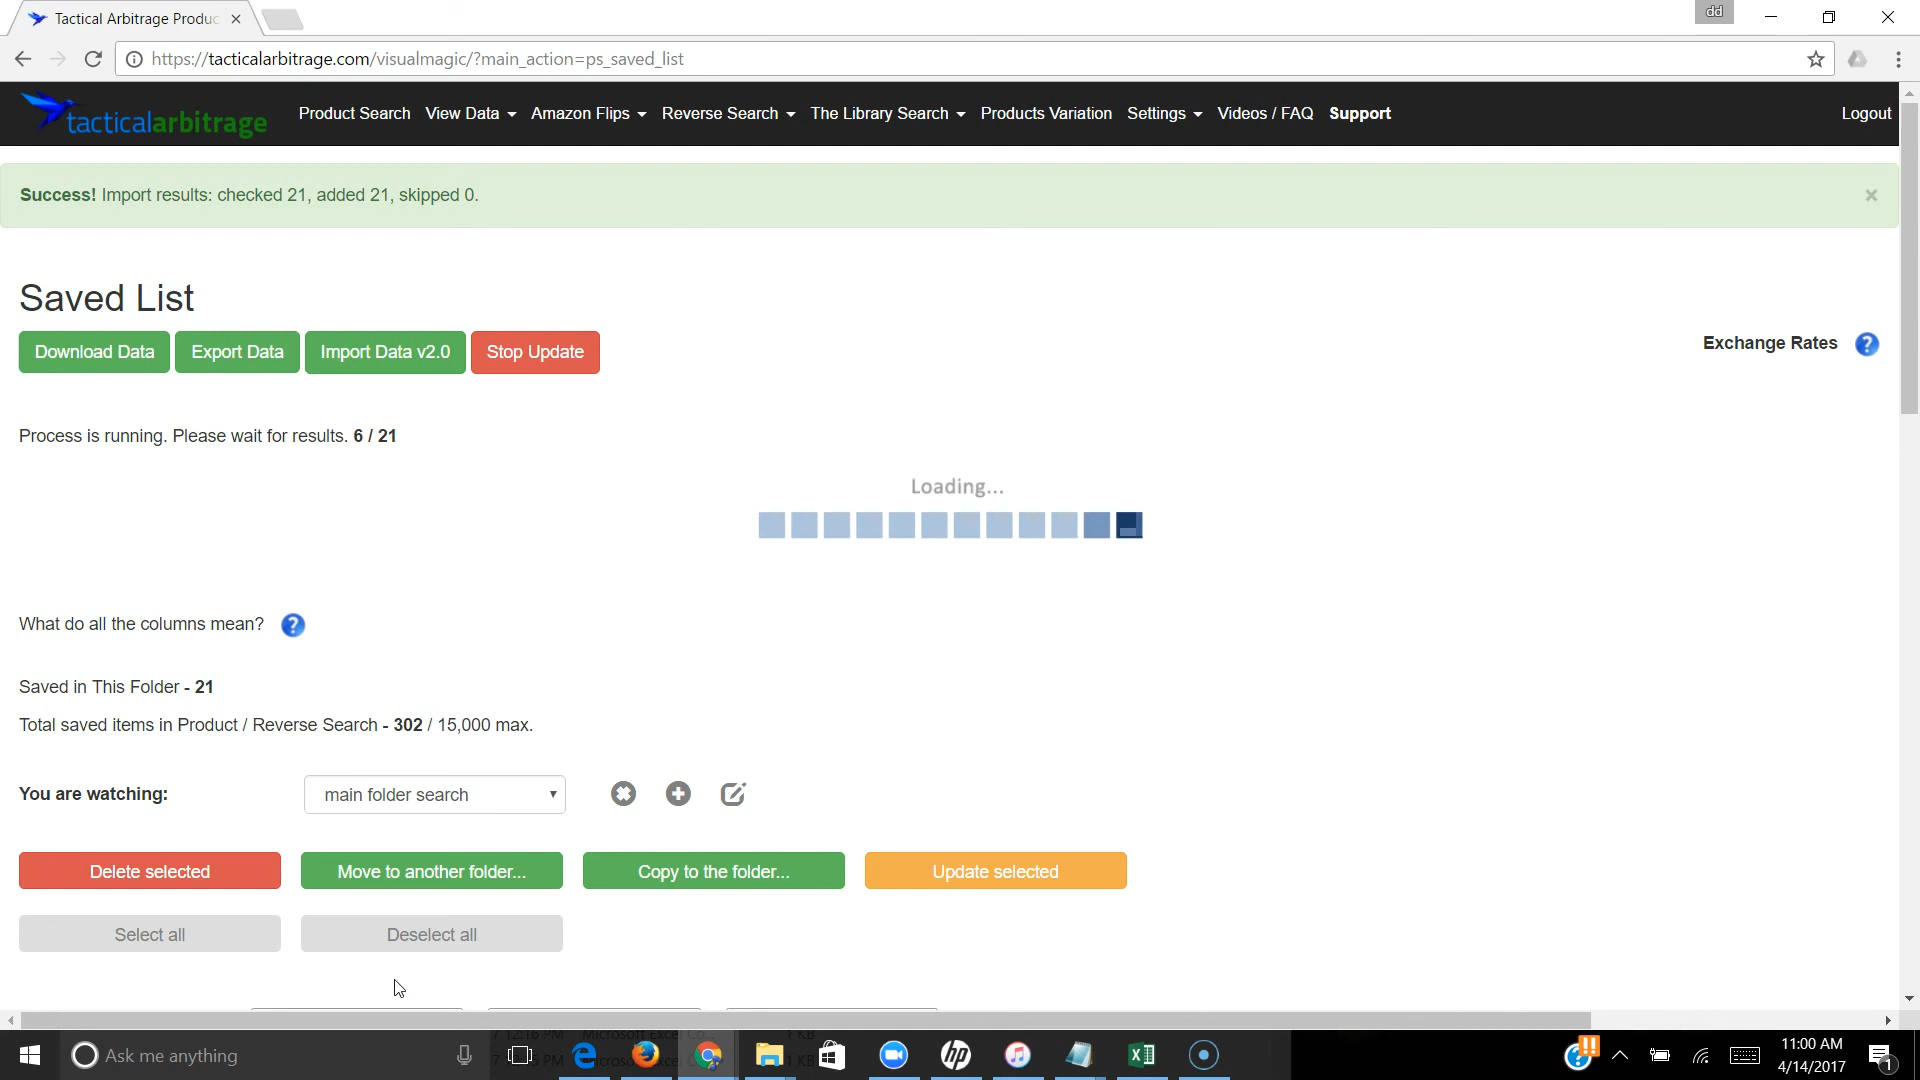 Tactical Arbitrage Produc
dd
https://tacticalarbitrage.com/visualmagic/?main_action=ps_saved_list
tacticalarbitrage
Product Search View Data Amazon Flips Reverse Search The Library Search Products Variation Settings Videos / FAQ Support Logout
Success! Import results: checked 21, added 21, skipped 0.
×
Saved List
Download Data Export Data Import Data v2.0 Stop Update
Exchange Rates ?
Process is running. Please wait for results. 6 / 21
Loading...
What do all the columns mean? ?
Saved in This Folder - 21
Total saved items in Product / Reverse Search - 302 / 15,000 max.
You are watching: main folder search
Delete selected Move to another folder... Copy to the folder... Update selected
Select all Deselect all
Ask me anything
hp
11:00 AM
4/14/2017
1